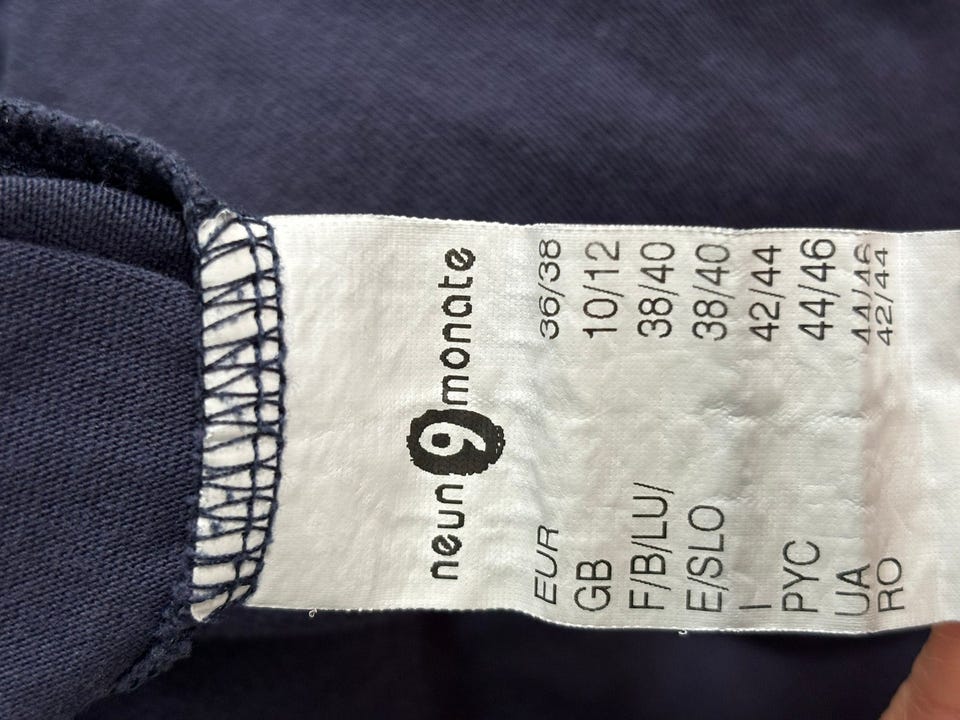 neun 9 monate
EUR 36/38
GB 10/12
F/B/LU/ 38/40
E/SLO 38/40
I 42/44
PYC 44/46
UA 44/46
RO 42/44